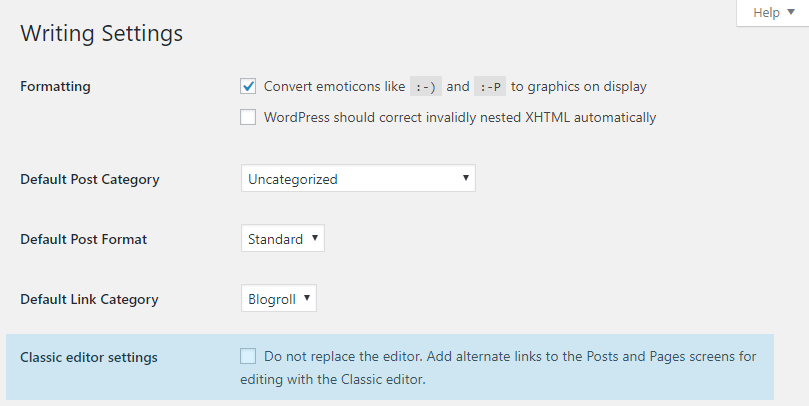 Help
Writing Settings
Formatting
Convert emoticons like :-) and :-P to graphics on display
WordPress should correct invalidly nested XHTML automatically
Default Post Category
Uncategorized
Default Post Format
Standard
Default Link Category
Blogroll
Classic editor settings
Do not replace the editor. Add alternate links to the Posts and Pages screens for
editing with the Classic editor.